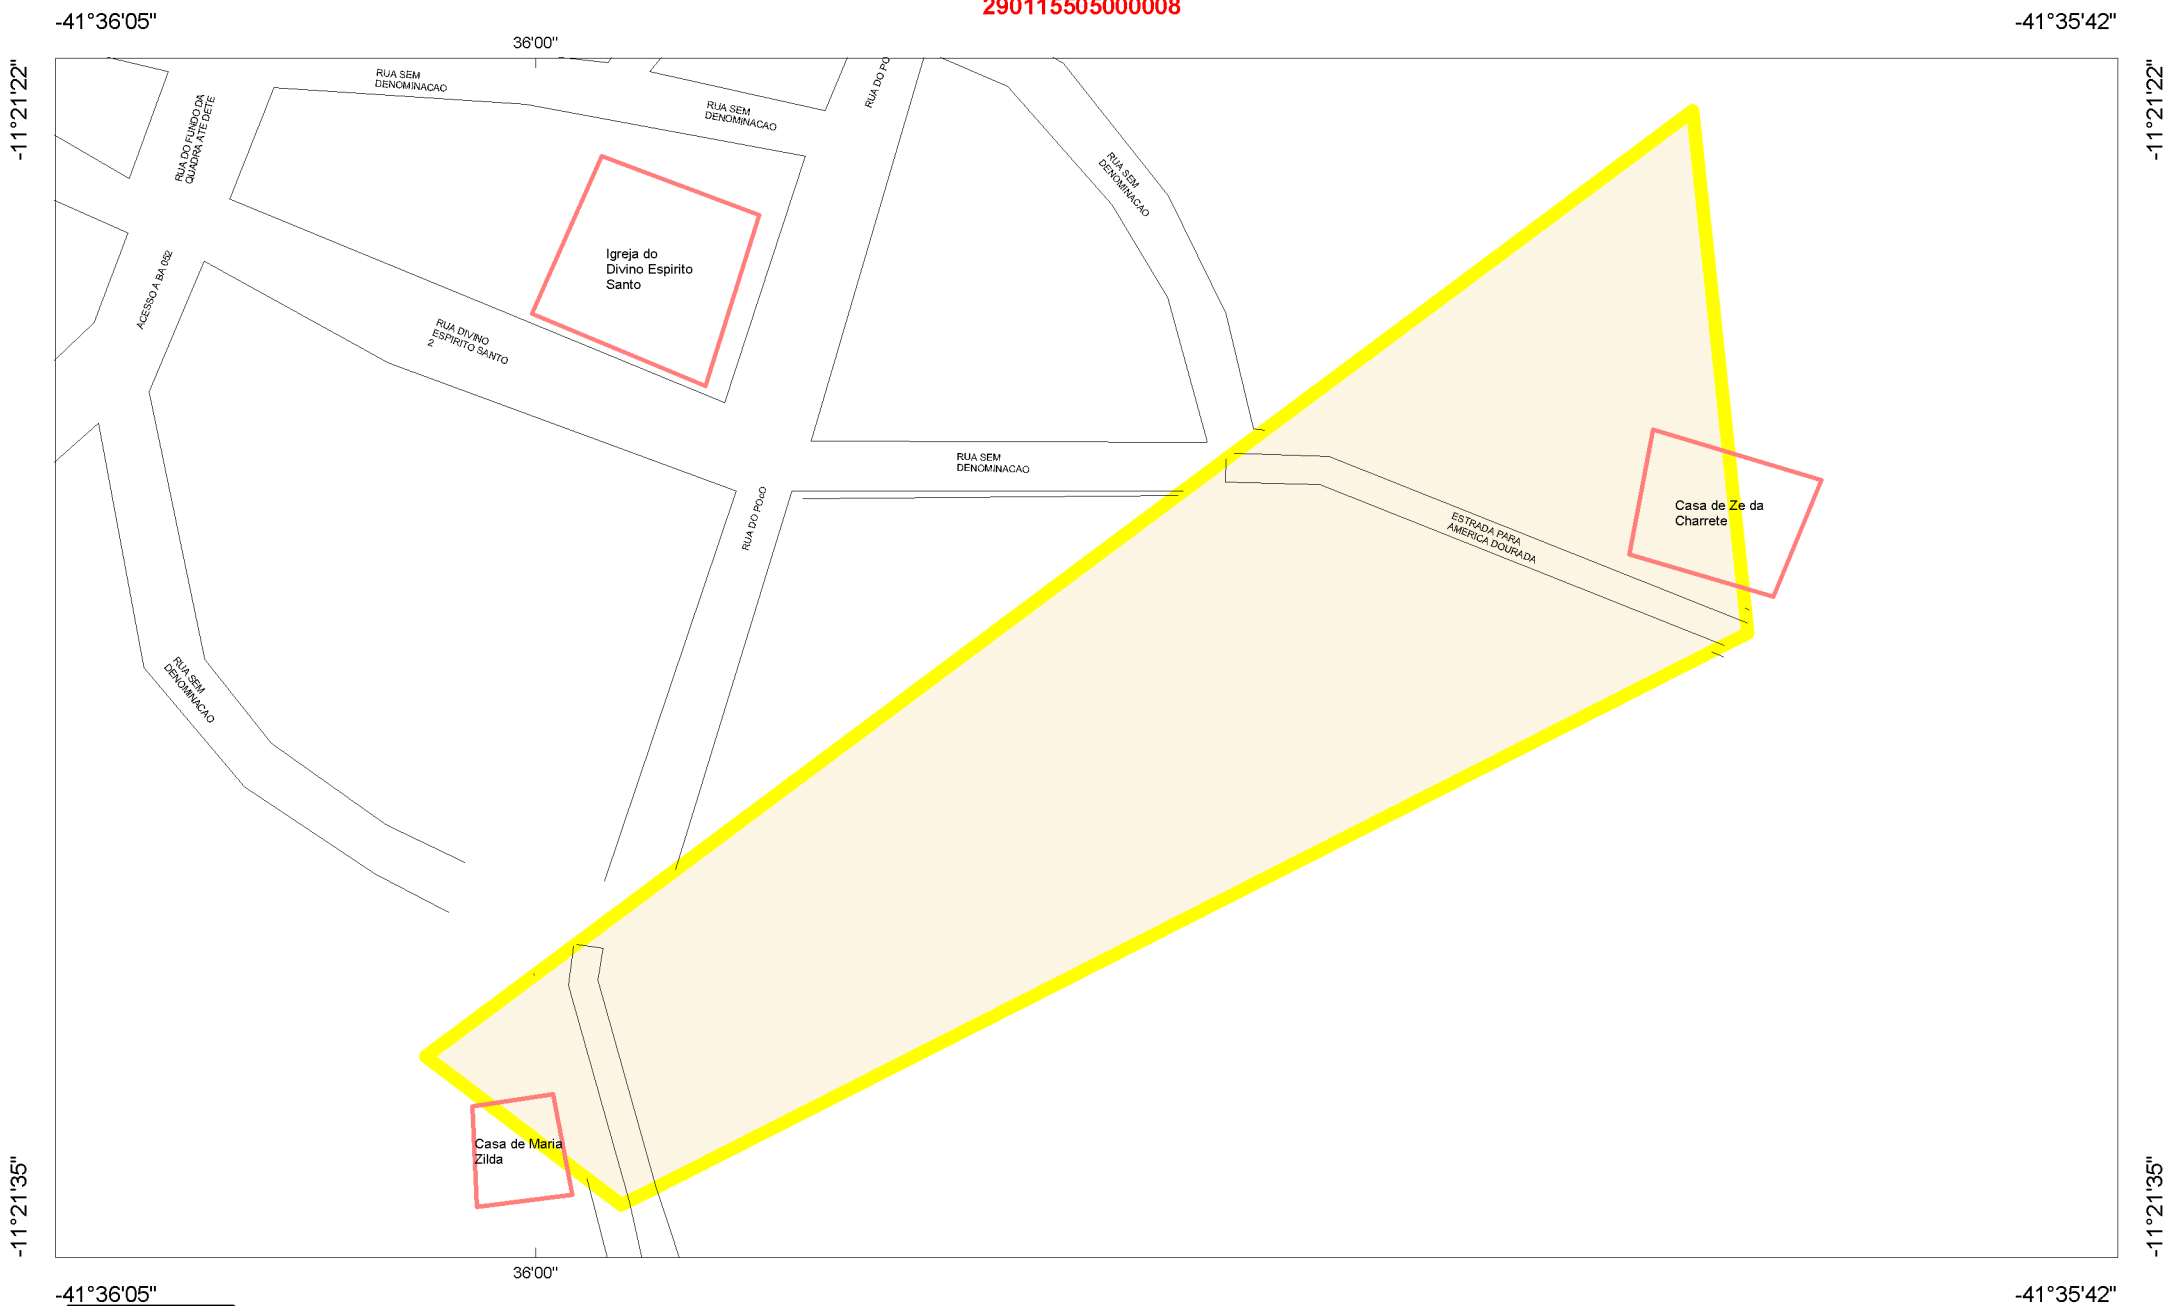 290115505000008
-41°36'05"
-41°35'42"
36'00"
-11°21'22"
-11°21'22"
RUA SEM
DENOMINACAO
RUA DO PO
RUA DO FUNDO DA
QUADRA ATE DETE
RUA SEM
DENOMINACAO
RUA SEM
DENOMINACAO
Igreja do
Divino Espirito
Santo
ACESSO A BA 052
RUA DIVINO
ESPIRITO SANTO
2
RUA SEM
DENOMINACAO
RUA DO POcO
Casa de Ze da
Charrete
ESTRADA PARA
AMERICA DOURADA
RUA SEM
DENOMINACAO
Casa de Maria
Zilda
-11°21'35"
-11°21'35"
36'00"
-41°36'05"
-41°35'42"